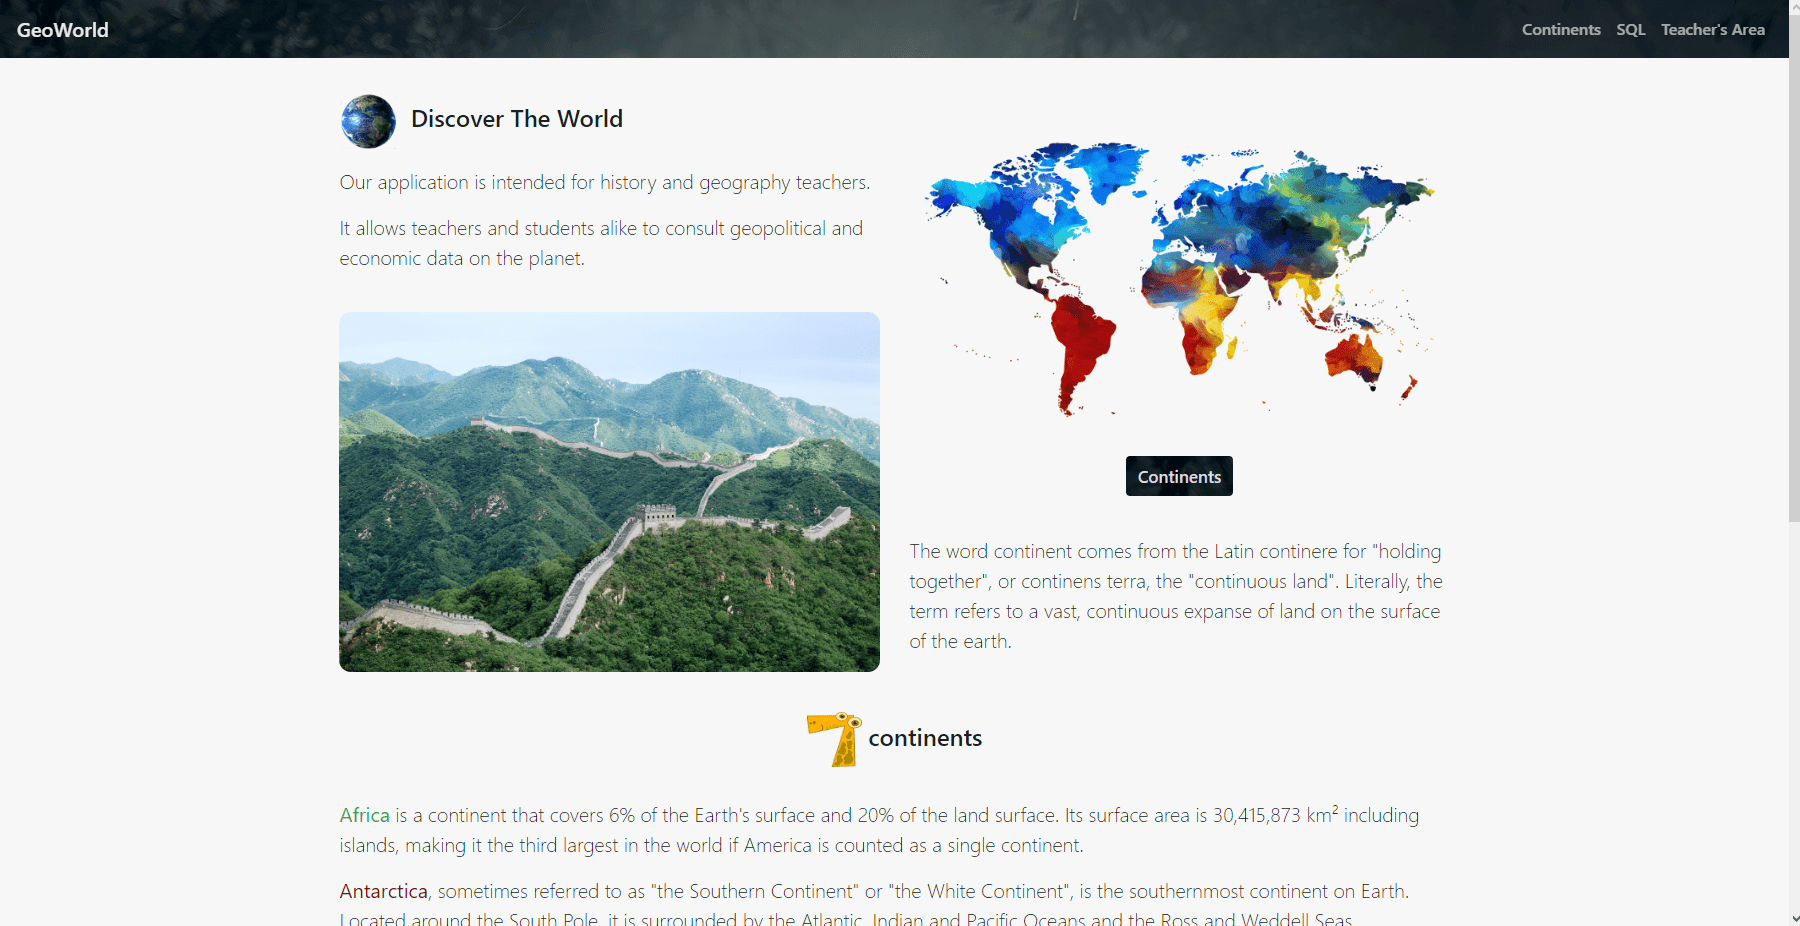 GeoWorld
Continents SQL Teacher's Area
Discover The World
Our application is intended for history and geography teachers.
It allows teachers and students alike to consult geopolitical and
economic data on the planet.
Continents
The word continent comes from the Latin continere for "holding
together", or continens terra, the "continuous land". Literally, the
term refers to a vast, continuous expanse of land on the surface
of the earth.
7 continents
Africa is a continent that covers 6% of the Earth's surface and 20% of the land surface. Its surface area is 30,415,873 km² including
islands, making it the third largest in the world if America is counted as a single continent.
Antarctica, sometimes referred to as "the Southern Continent" or "the White Continent", is the southernmost continent on Earth.
Located around the South Pole, it is surrounded by the Atlantic, Indian and Pacific Oceans and the Ross and Weddell Seas.